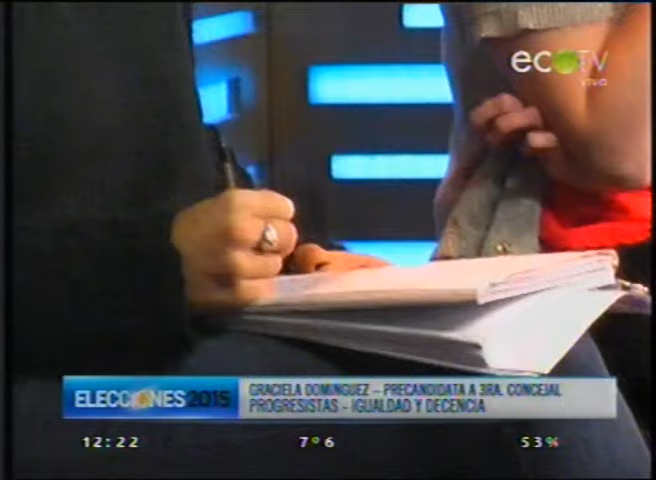 ecoTV
vivo
ELECCIONES 2015
GRACIELA DOMINGUEZ - PRECANDIDATA A 3RA. CONCEJAL
PROGRESISTAS - IGUALDAD Y DECENCIA
12:22 7°6 53%